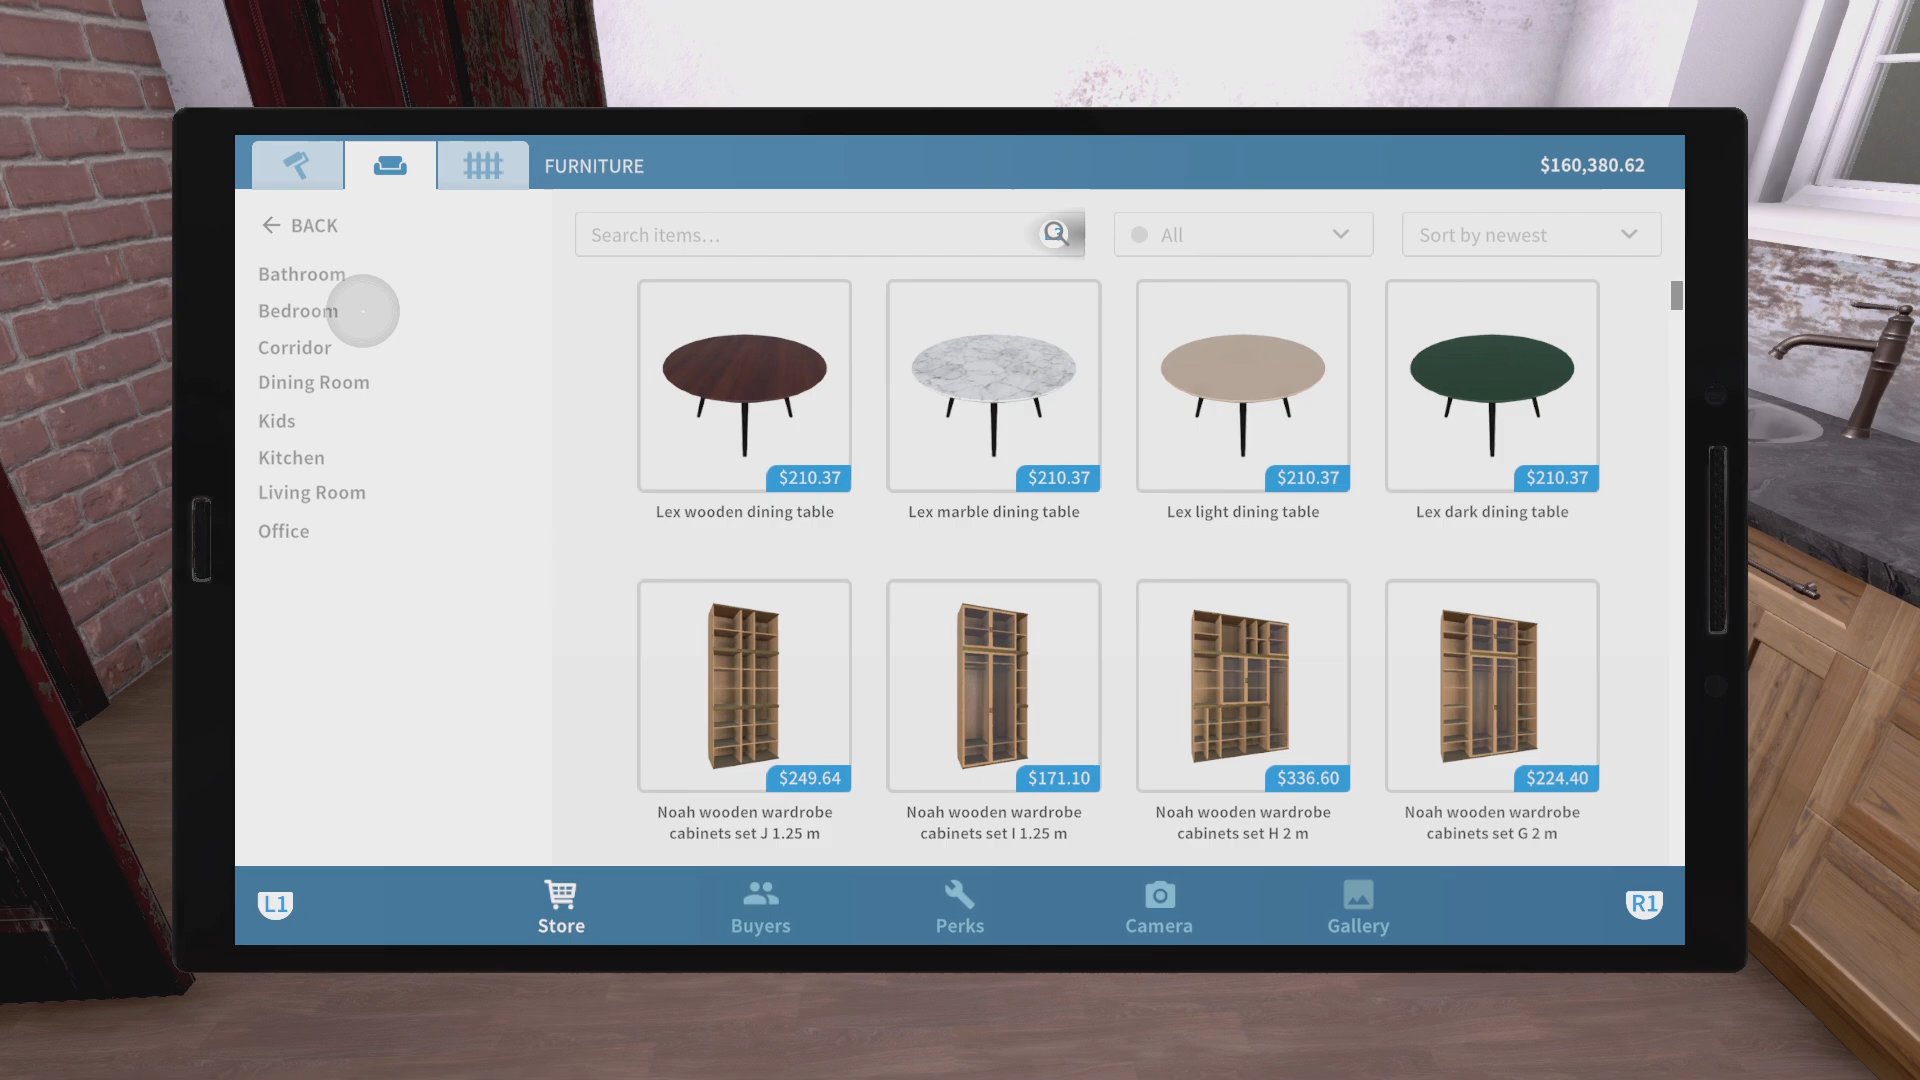 FURNITURE
$160,380.62
BACK
Search items...
All
Sort by newest
Bathroom
Bedroom
Corridor
Dining Room
Kids
Kitchen
Living Room
Office
$210.37
$210.37
$210.37
$210.37
Lex wooden dining table
Lex marble dining table
Lex light dining table
Lex dark dining table
$249.64
$171.10
$336.60
$224.40
Noah wooden wardrobe
cabinets set J 1.25 m
Noah wooden wardrobe
cabinets set I 1.25 m
Noah wooden wardrobe
cabinets set H 2 m
Noah wooden wardrobe
cabinets set G 2 m
L1
Store
Buyers
Perks
Camera
Gallery
R1